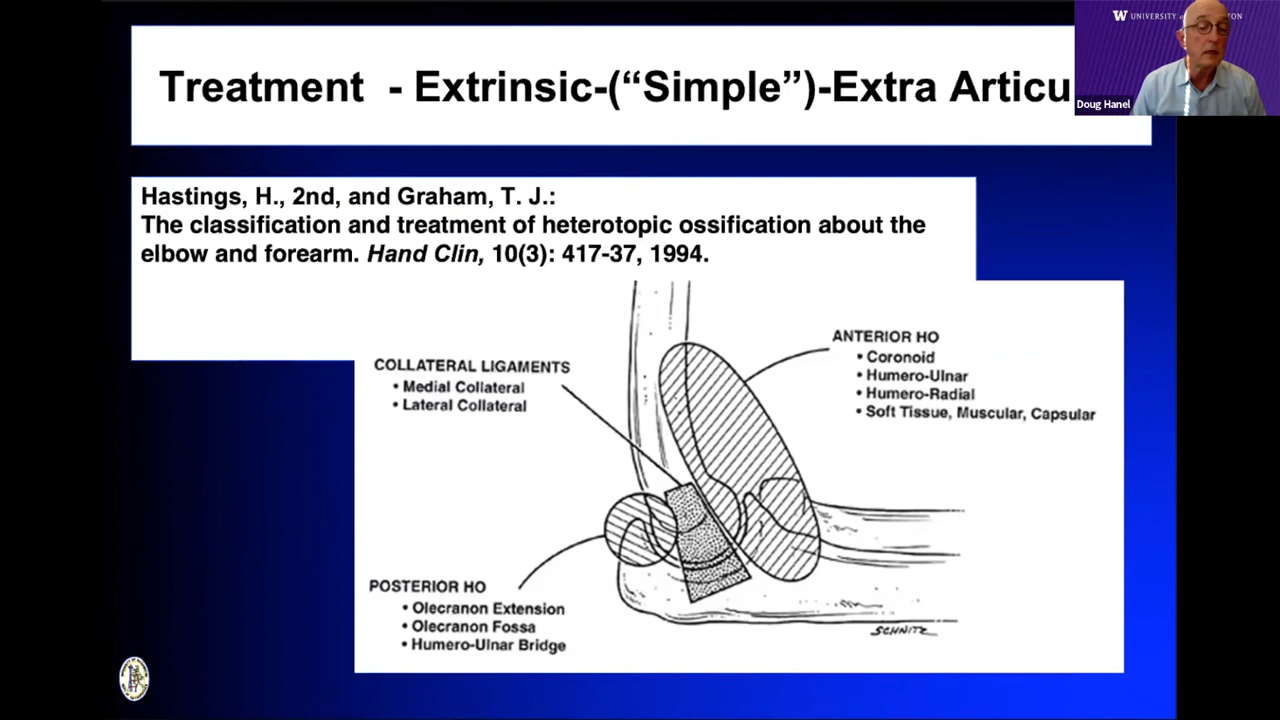 Treatment - Extrinsic-(“Simple”)-Extra Articu
W UNIVERSITY
TON
Doug Hanel
Hastings, H., 2nd, and Graham, T. J.:
The classification and treatment of heterotopic ossification about the
elbow and forearm. Hand Clin, 10(3): 417-37, 1994.
ANTERIOR HO
• Coronoid
• Humero-Ulnar
• Humero-Radial
• Soft Tissue, Muscular, Capsular
COLLATERAL LIGAMENTS
• Medial Collateral
• Lateral Collateral
POSTERIOR HO
• Olecranon Extension
• Olecranon Fossa
• Humero-Ulnar Bridge
SCHNITZ